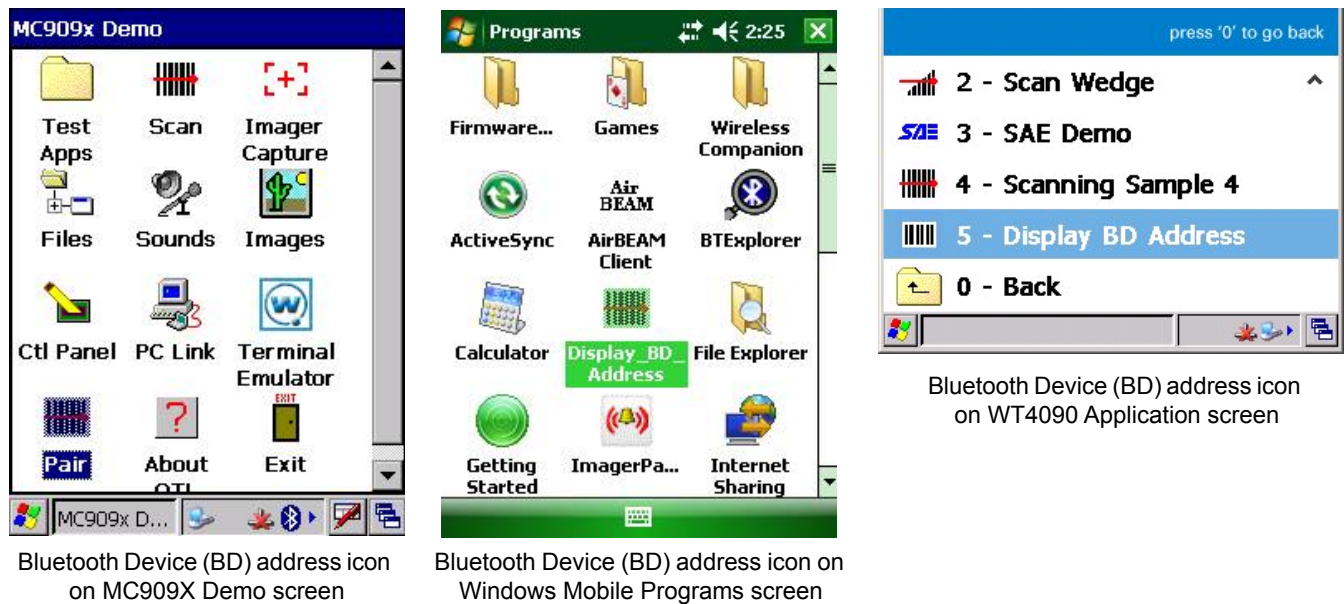 MC909x Demo
Test Apps
Scan
Imager Capture
Files
Sounds
Images
Ctl Panel
PC Link
Terminal Emulator
EXIT
Pair
About
Exit
MC909x D...
Bluetooth Device (BD) address icon
on MC909X Demo screen
Programs 2:25
Firmware...
Games
Wireless Companion
ActiveSync
Air BEAM
AirBEAM Client
BTExplorer
Calculator
Display_BD_
Address
File Explorer
Getting Started
ImagerPa...
Internet Sharing
Bluetooth Device (BD) address icon on
Windows Mobile Programs screen
press '0' to go back
2 - Scan Wedge
SAE 3 - SAE Demo
4 - Scanning Sample 4
5 - Display BD Address
0 - Back
Bluetooth Device (BD) address icon
on WT4090 Application screen